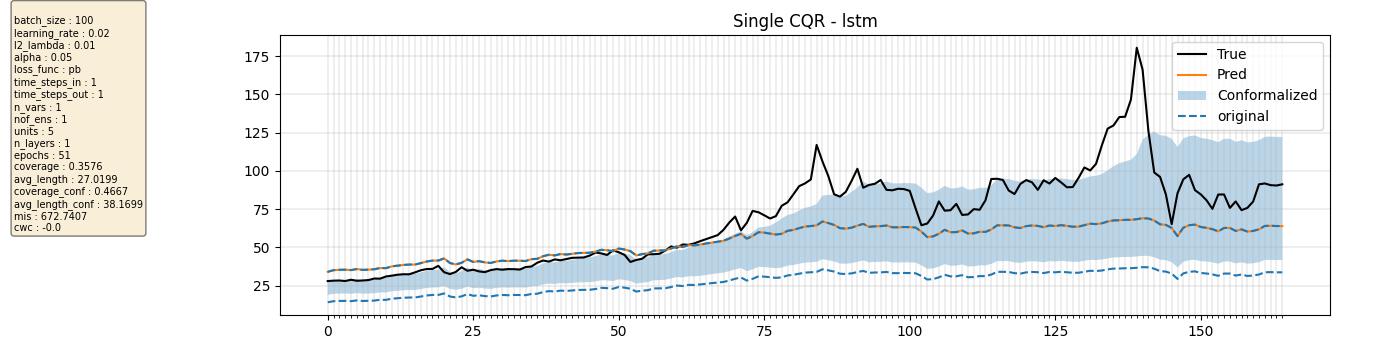 batch_size : 100
learning_rate : 0.02
l2_lambda : 0.01
alpha : 0.05
loss_func : pb
time_steps_in : 1
time_steps_out : 1
n_vars : 1
nof_ens : 1
units : 5
n_layers : 1
epochs : 51
coverage : 0.3576
avg_length : 27.0199
coverage_conf : 0.4667
avg_length_conf : 38.1699
mis : 672.7407
cwc : -0.0
Single CQR - lstm
175
150
125
100
75
50
25
0 25 50 75 100 125 150
True
Pred
Conformalized
original